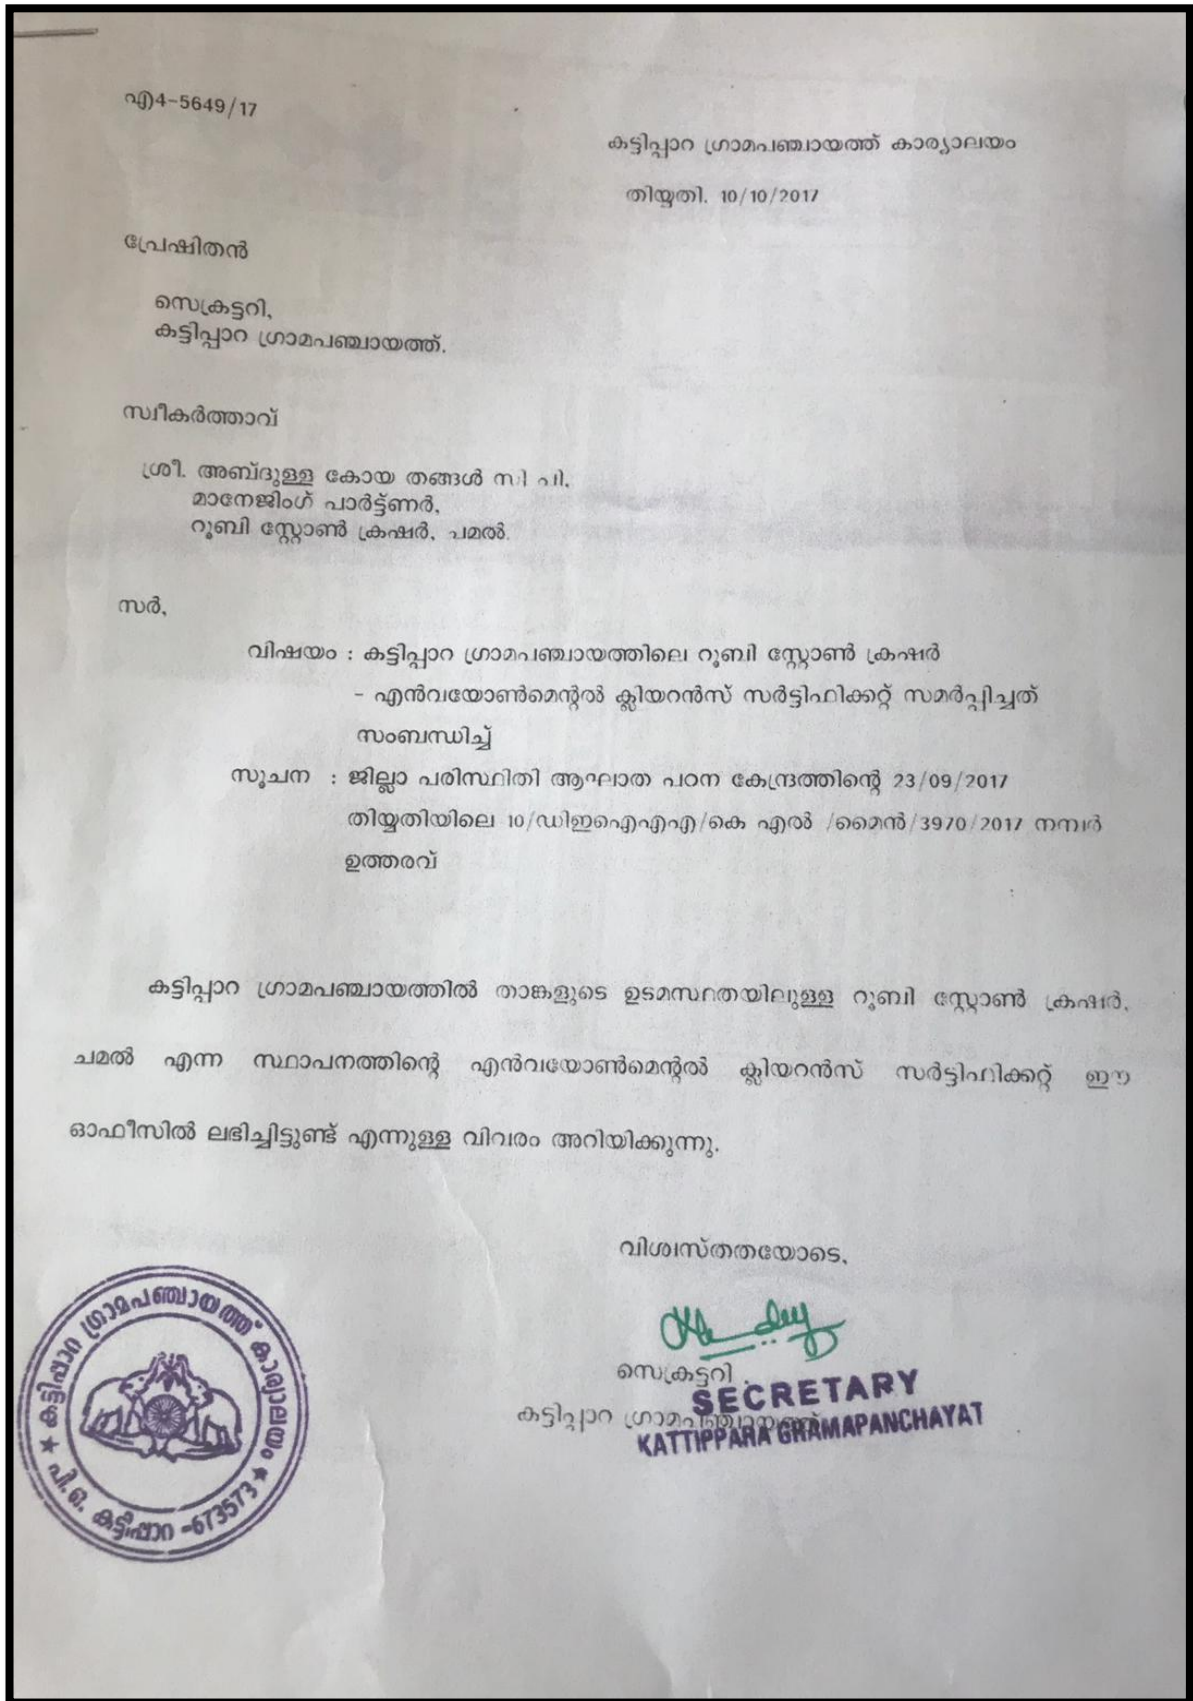 എ4-5649/17
കട്ടിപ്പാറ ഗ്രാമപഞ്ചായത്ത് കാര്യാലയം
തിയ്യതി. 10/10/2017
പ്രേഷിതൻ
സെക്രട്ടറി,
കട്ടിപ്പാറ ഗ്രാമപഞ്ചായത്ത്.
സ്വീകർത്താവ്
ശ്രീ. അബ്ദുള്ള കോയ തങ്ങൾ സി പി,
മാനേജിംഗ് പാർട്ട്ണർ,
റൂബി സ്റ്റോൺ ക്രഷർ, ചമൽ.
സർ,
വിഷയം : കട്ടിപ്പാറ ഗ്രാമപഞ്ചായത്തിലെ റൂബി സ്റ്റോൺ ക്രഷർ
- എൻവയോൺമെന്റൽ ക്ലിയറൻസ് സർട്ടിഫിക്കറ്റ് സമർപ്പിച്ചത്
സംബന്ധിച്ച്
സൂചന : ജില്ലാ പരിസ്ഥിതി ആഘാത പഠന കേന്ദ്രത്തിന്റെ 23/09/2017
തിയ്യതിയിലെ 10/ഡിഇഐഎഎ/കെ എൽ /മൈൻ/3970/2017 നമ്പർ
ഉത്തരവ്
കട്ടിപ്പാറ ഗ്രാമപഞ്ചായത്തിൽ താങ്കളുടെ ഉടമസ്ഥതയിലുള്ള റൂബി സ്റ്റോൺ ക്രഷർ,
ചമൽ എന്ന സ്ഥാപനത്തിന്റെ എൻവയോൺമെന്റൽ ക്ലിയറൻസ് സർട്ടിഫിക്കറ്റ് ഈ
ഓഫീസിൽ ലഭിച്ചിട്ടുണ്ട് എന്നുള്ള വിവരം അറിയിക്കുന്നു.
വിശ്വസ്തതയോടെ,
സെക്രട്ടറി
SECRETARY
കട്ടിപ്പാറ ഗ്രാമപഞ്ചായത്ത്
KATTIPPARA GRAMAPANCHAYAT
കട്ടിപ്പാറ ഗ്രാമപഞ്ചായത്ത് കാര്യാലയം
പി.ഒ. കട്ടിപ്പാറ -673573